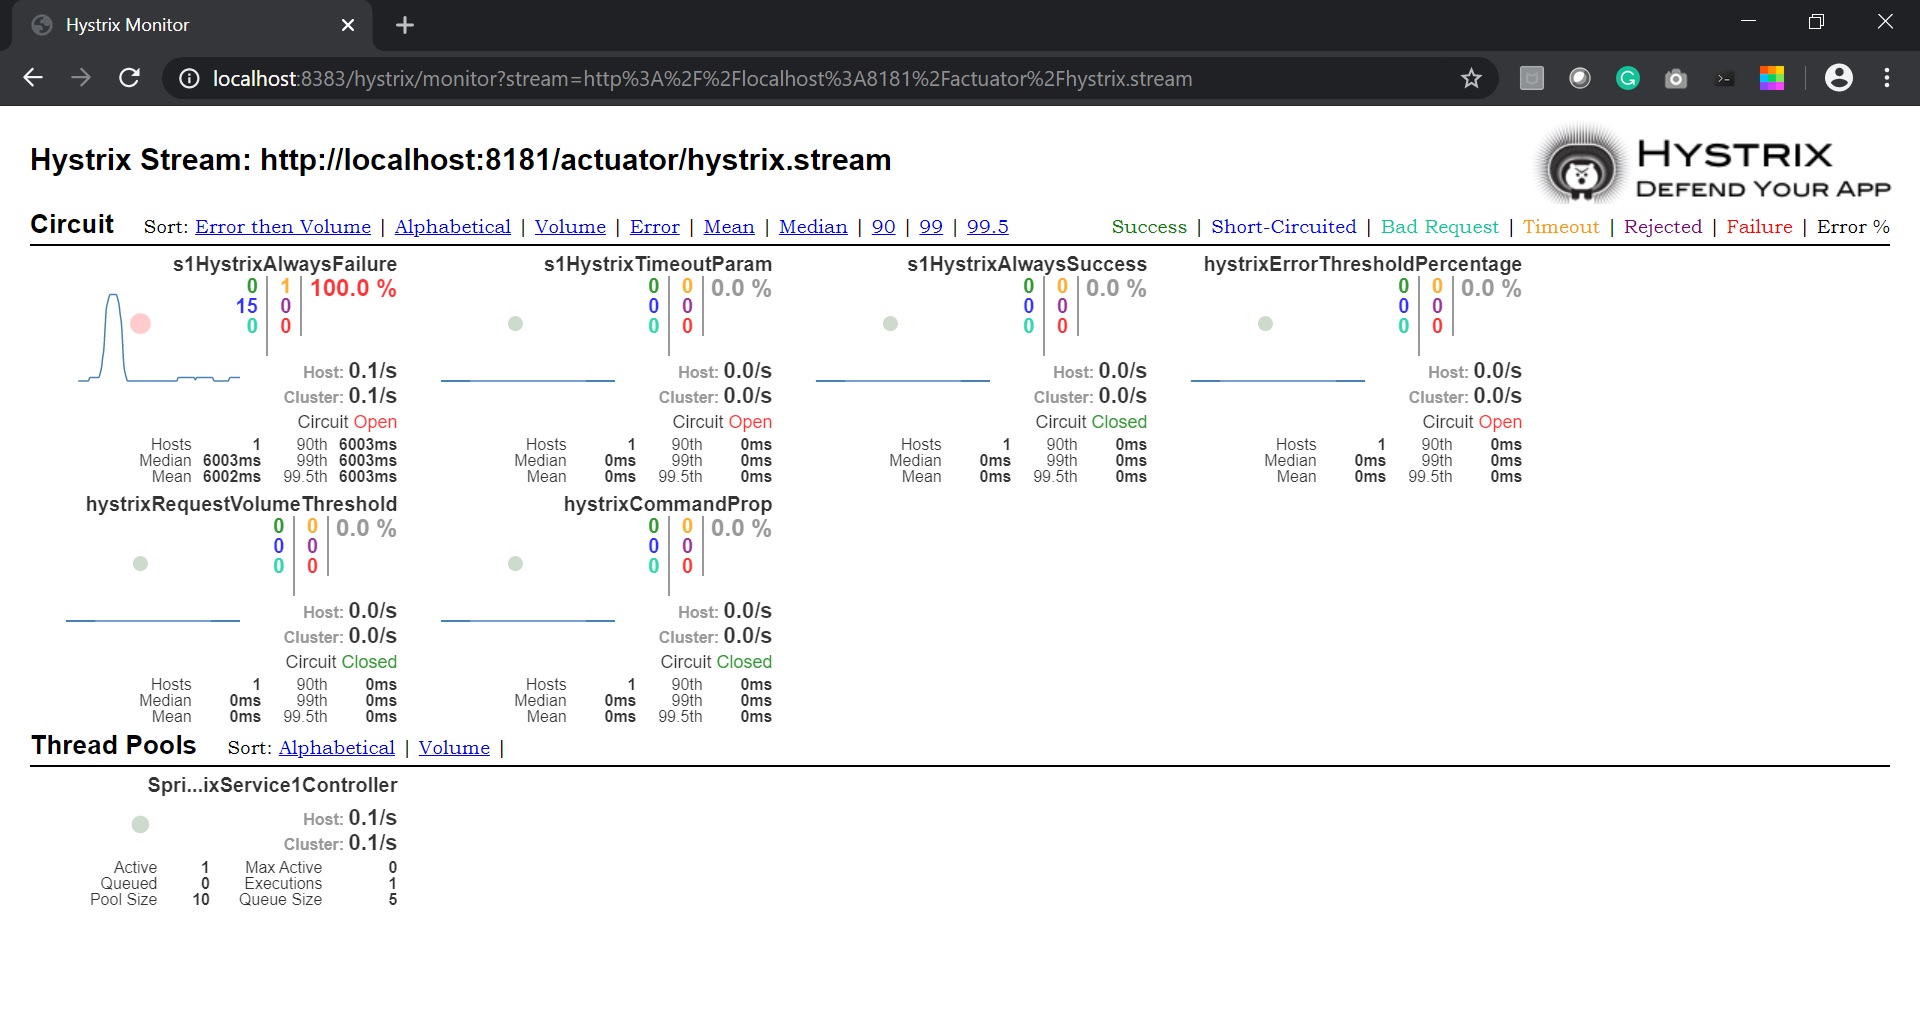 Hystrix Monitor
localhost:8383/hystrix/monitor?stream=http%3A%2F%2Flocalhost%3A8181%2Factuator%2Fhystrix.stream
Hystrix Stream: http://localhost:8181/actuator/hystrix.stream
HYSTRIX
DEFEND YOUR APP
Circuit Sort: Error then Volume | Alphabetical | Volume | Error | Mean | Median | 90 | 99 | 99.5 Success | Short-Circuited | Bad Request | Timeout | Rejected | Failure | Error %
s1HystrixAlwaysFailure
0 1 100.0 %
15 0
0 0
Host: 0.1/s
Cluster: 0.1/s
Circuit Open
Hosts 1 90th 6003ms
Median 6003ms 99th 6003ms
Mean 6002ms 99.5th 6003ms
s1HystrixTimeoutParam
0 0 0.0 %
0 0
0 0
Host: 0.0/s
Cluster: 0.0/s
Circuit Open
Hosts 1 90th 0ms
Median 0ms 99th 0ms
Mean 0ms 99.5th 0ms
s1HystrixAlwaysSuccess
0 0 0.0 %
0 0
0 0
Host: 0.0/s
Cluster: 0.0/s
Circuit Closed
Hosts 1 90th 0ms
Median 0ms 99th 0ms
Mean 0ms 99.5th 0ms
hystrixErrorThresholdPercentage
0 0 0.0 %
0 0
0 0
Host: 0.0/s
Cluster: 0.0/s
Circuit Open
Hosts 1 90th 0ms
Median 0ms 99th 0ms
Mean 0ms 99.5th 0ms
hystrixRequestVolumeThreshold
0 0 0.0 %
0 0
0 0
Host: 0.0/s
Cluster: 0.0/s
Circuit Closed
Hosts 1 90th 0ms
Median 0ms 99th 0ms
Mean 0ms 99.5th 0ms
hystrixCommandProp
0 0 0.0 %
0 0
0 0
Host: 0.0/s
Cluster: 0.0/s
Circuit Closed
Hosts 1 90th 0ms
Median 0ms 99th 0ms
Mean 0ms 99.5th 0ms
Thread Pools Sort: Alphabetical | Volume |
Spri...ixService1Controller
Host: 0.1/s
Cluster: 0.1/s
Active 1 Max Active 0
Queued 0 Executions 1
Pool Size 10 Queue Size 5